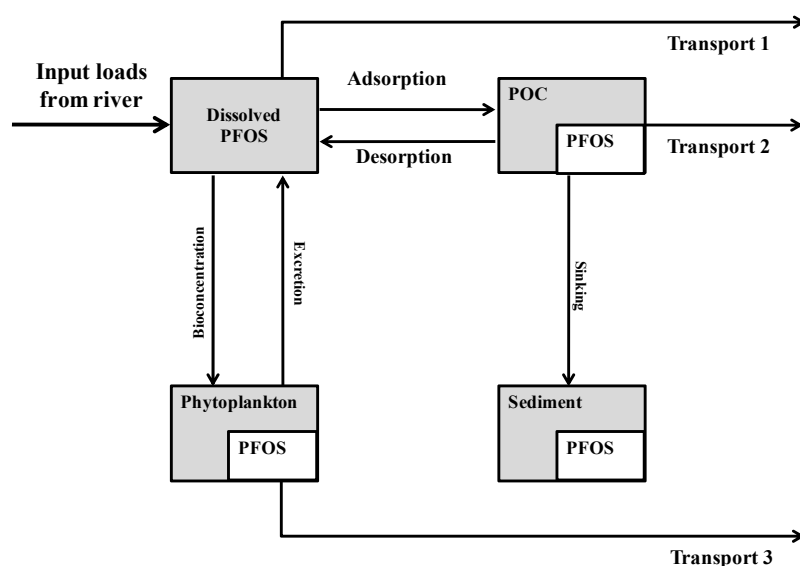 Transport 1
Input loads
from river
Dissolved
PFOS
Adsorption
Desorption
POC
PFOS
Transport 2
Bioconcentration
Excretion
Sinking
Phytoplankton
PFOS
Sediment
PFOS
Transport 3